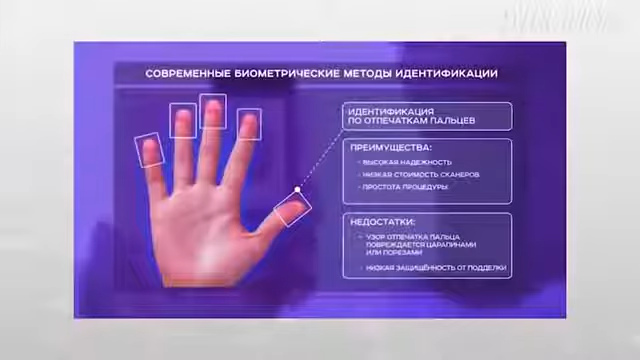 СОВРЕМЕННЫЕ БИОМЕТРИЧЕСКИЕ МЕТОДЫ ИДЕНТИФИКАЦИИ
ИДЕНТИФИКАЦИЯ
ПО ОТПЕЧАТКАМ ПАЛЬЦЕВ
ПРЕИМУЩЕСТВА:
- ВЫСОКАЯ НАДЕЖНОСТЬ
- НИЗКАЯ СТОИМОСТЬ СКАНЕРОВ
- ПРОСТОТА ПРОЦЕДУРЫ
НЕДОСТАТКИ:
- УЗОР ОТПЕЧАТКА ПАЛЬЦА
ПОВРЕЖДАЕТСЯ ЦАРАПИНАМИ
ИЛИ ПОРЕЗАМИ
- НИЗКАЯ ЗАЩИЩЁННОСТЬ ОТ ПОДДЕЛКИ